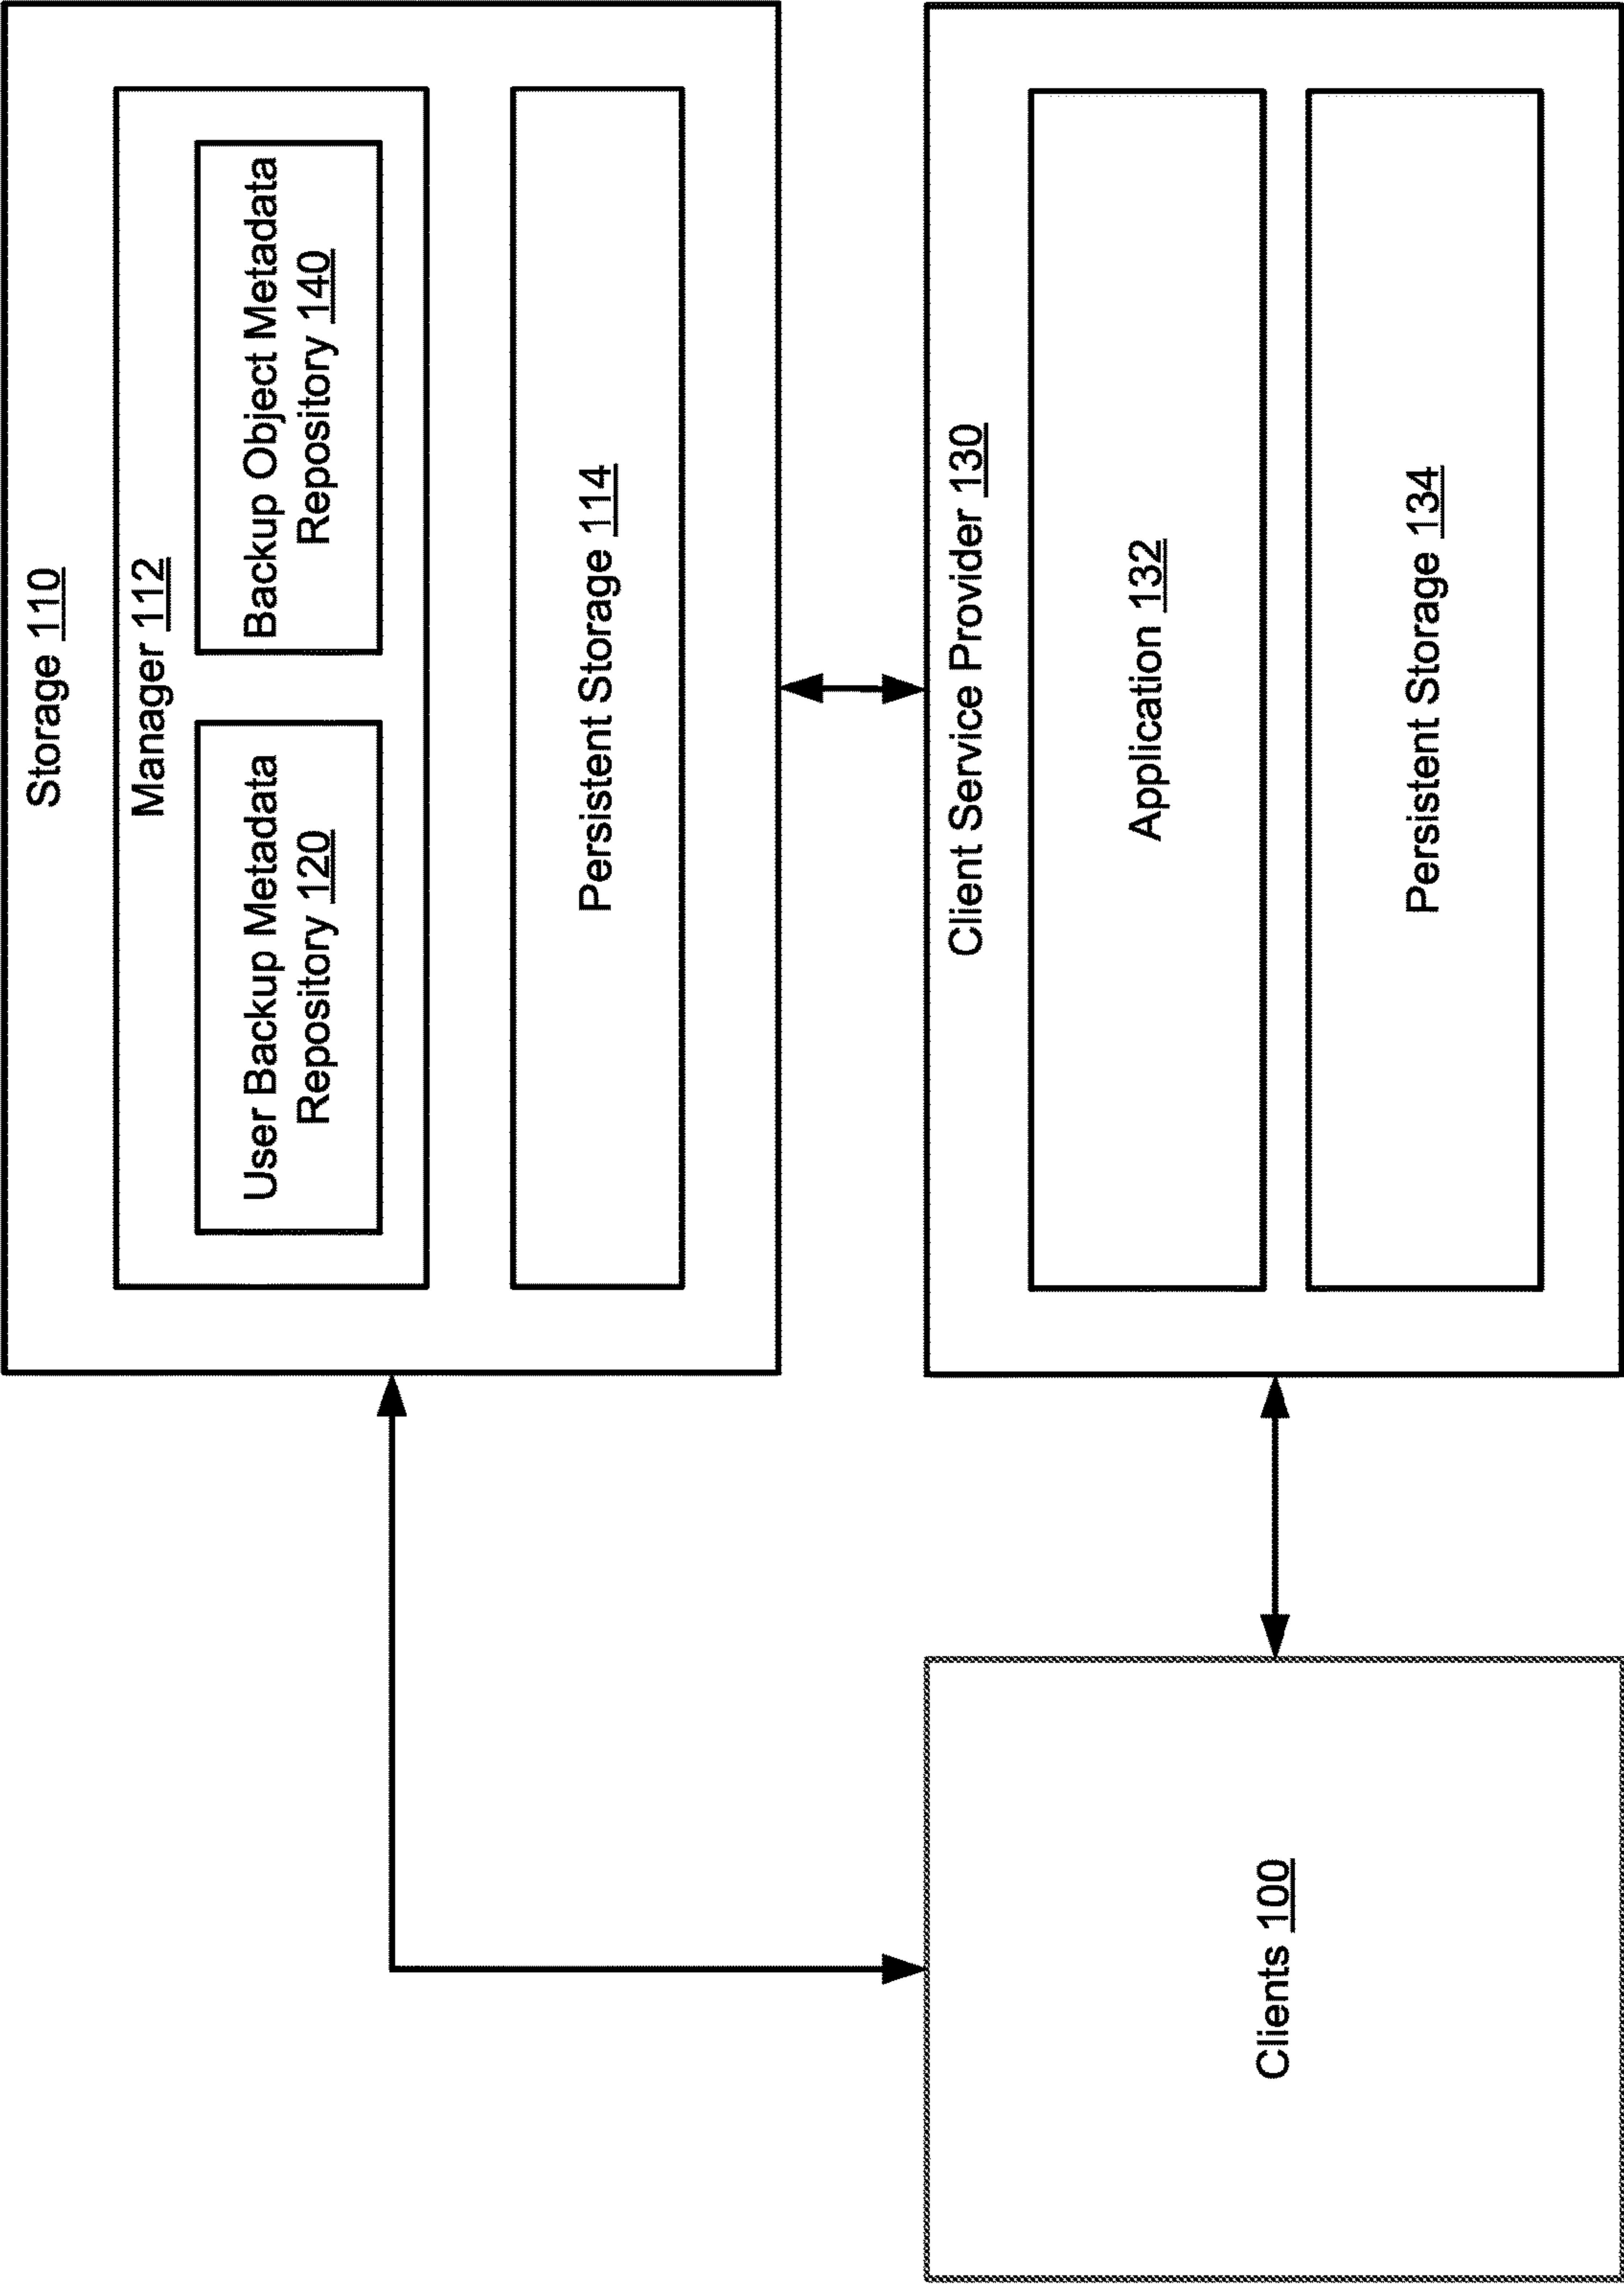 Storage 110
Manager 112
User Backup Metadata
Repository 120
Backup Object Metadata
Repository 140
Persistent Storage 114
Clients 100
Client Service Provider 130
Application 132
Persistent Storage 134